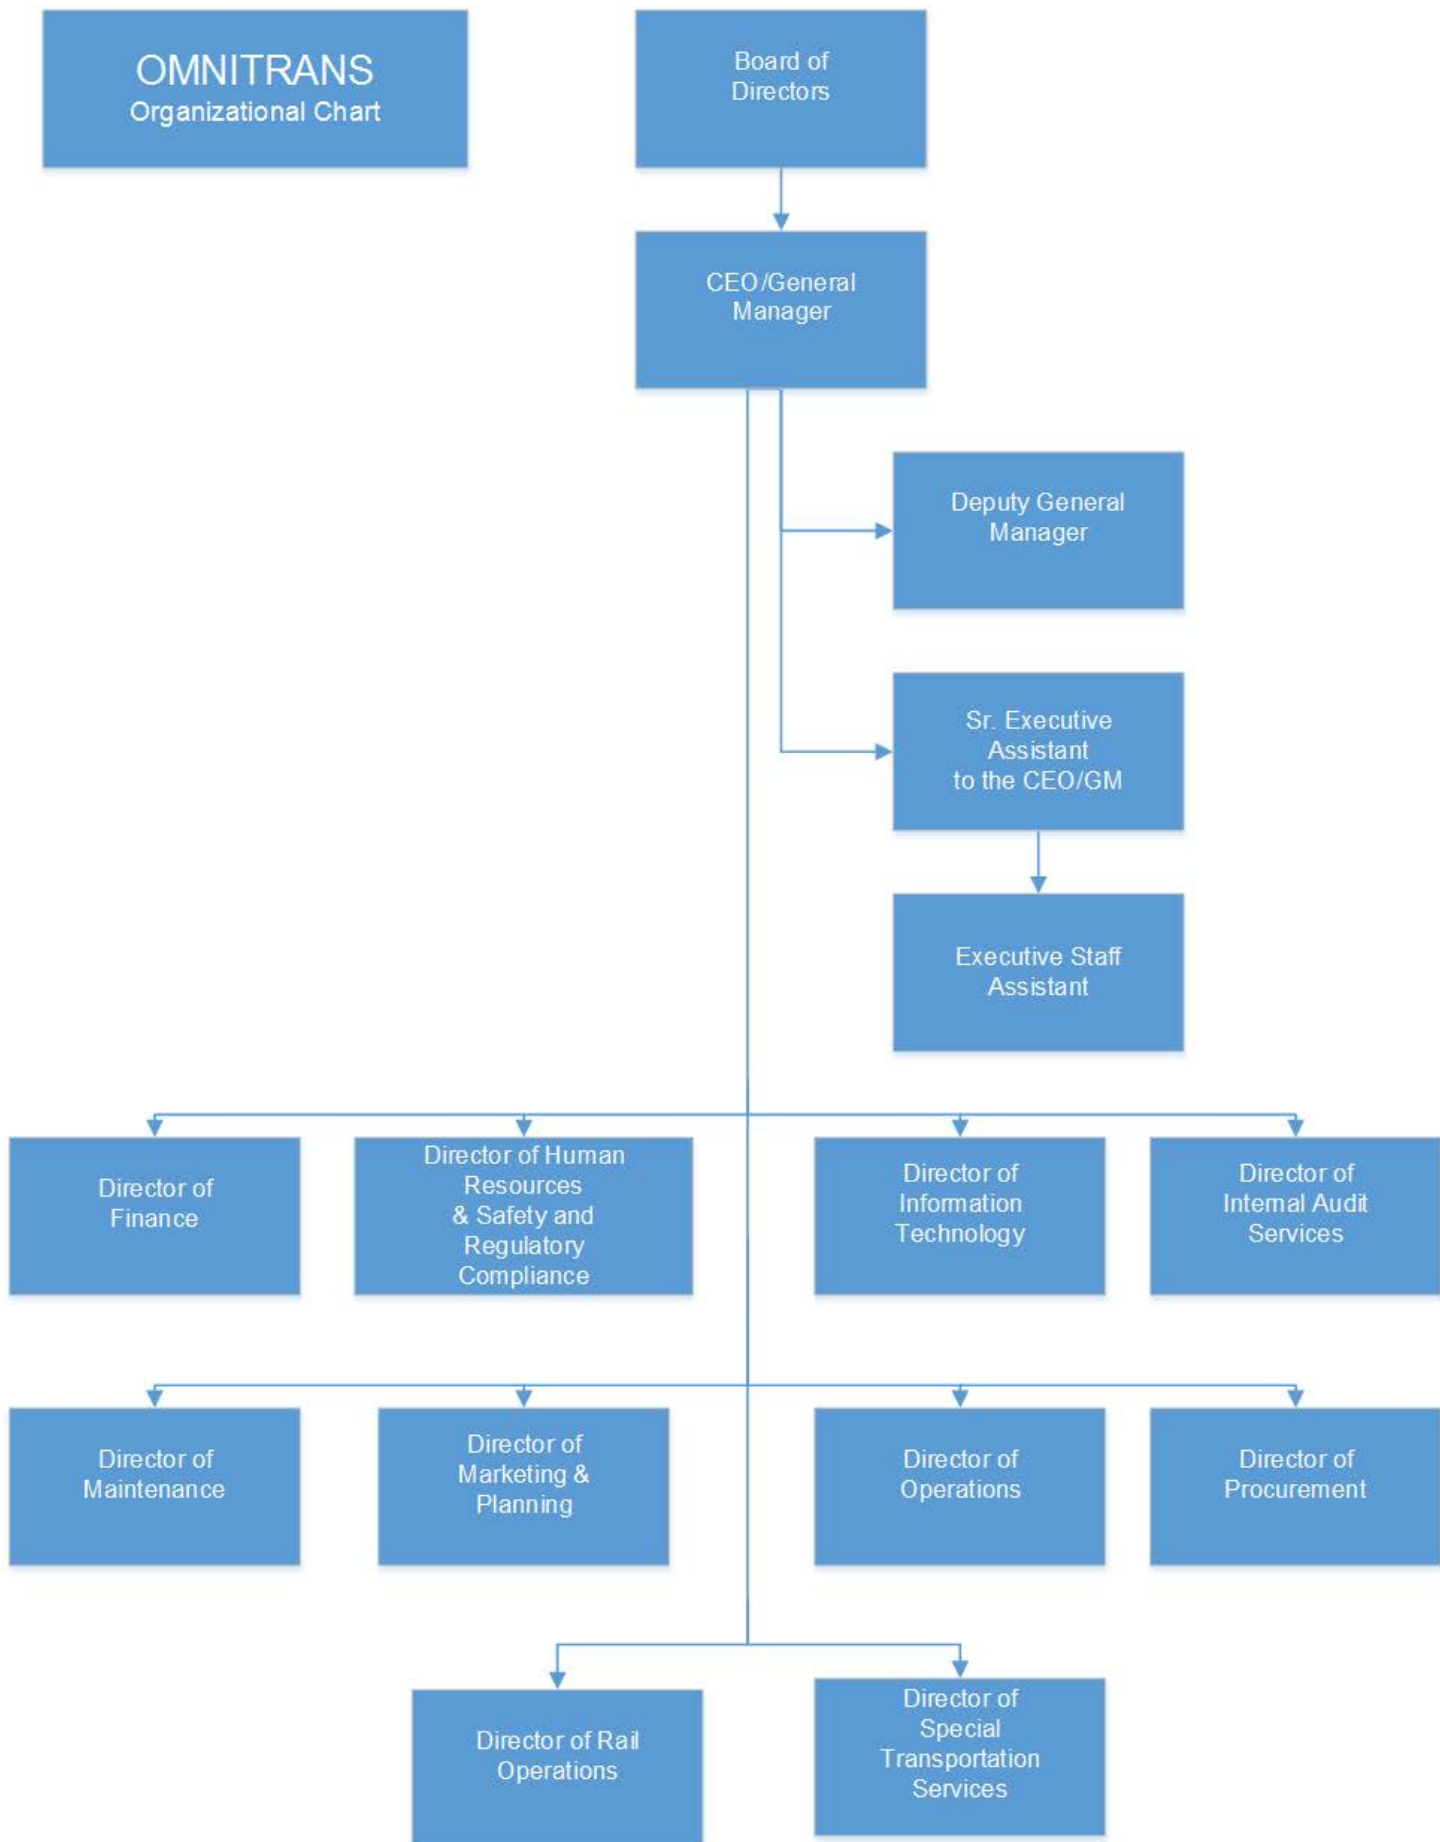 OMNITRANS
Organizational Chart
Board of
Directors
CEO/General
Manager
Deputy General
Manager
Sr. Executive
Assistant
to the CEO/GM
Executive Staff
Assistant
Director of
Finance
Director of Human
Resources
& Safety and
Regulatory
Compliance
Director of
Information
Technology
Director of
Internal Audit
Services
Director of
Maintenance
Director of
Marketing &
Planning
Director of
Operations
Director of
Procurement
Director of Rail
Operations
Director of
Special
Transportation
Services